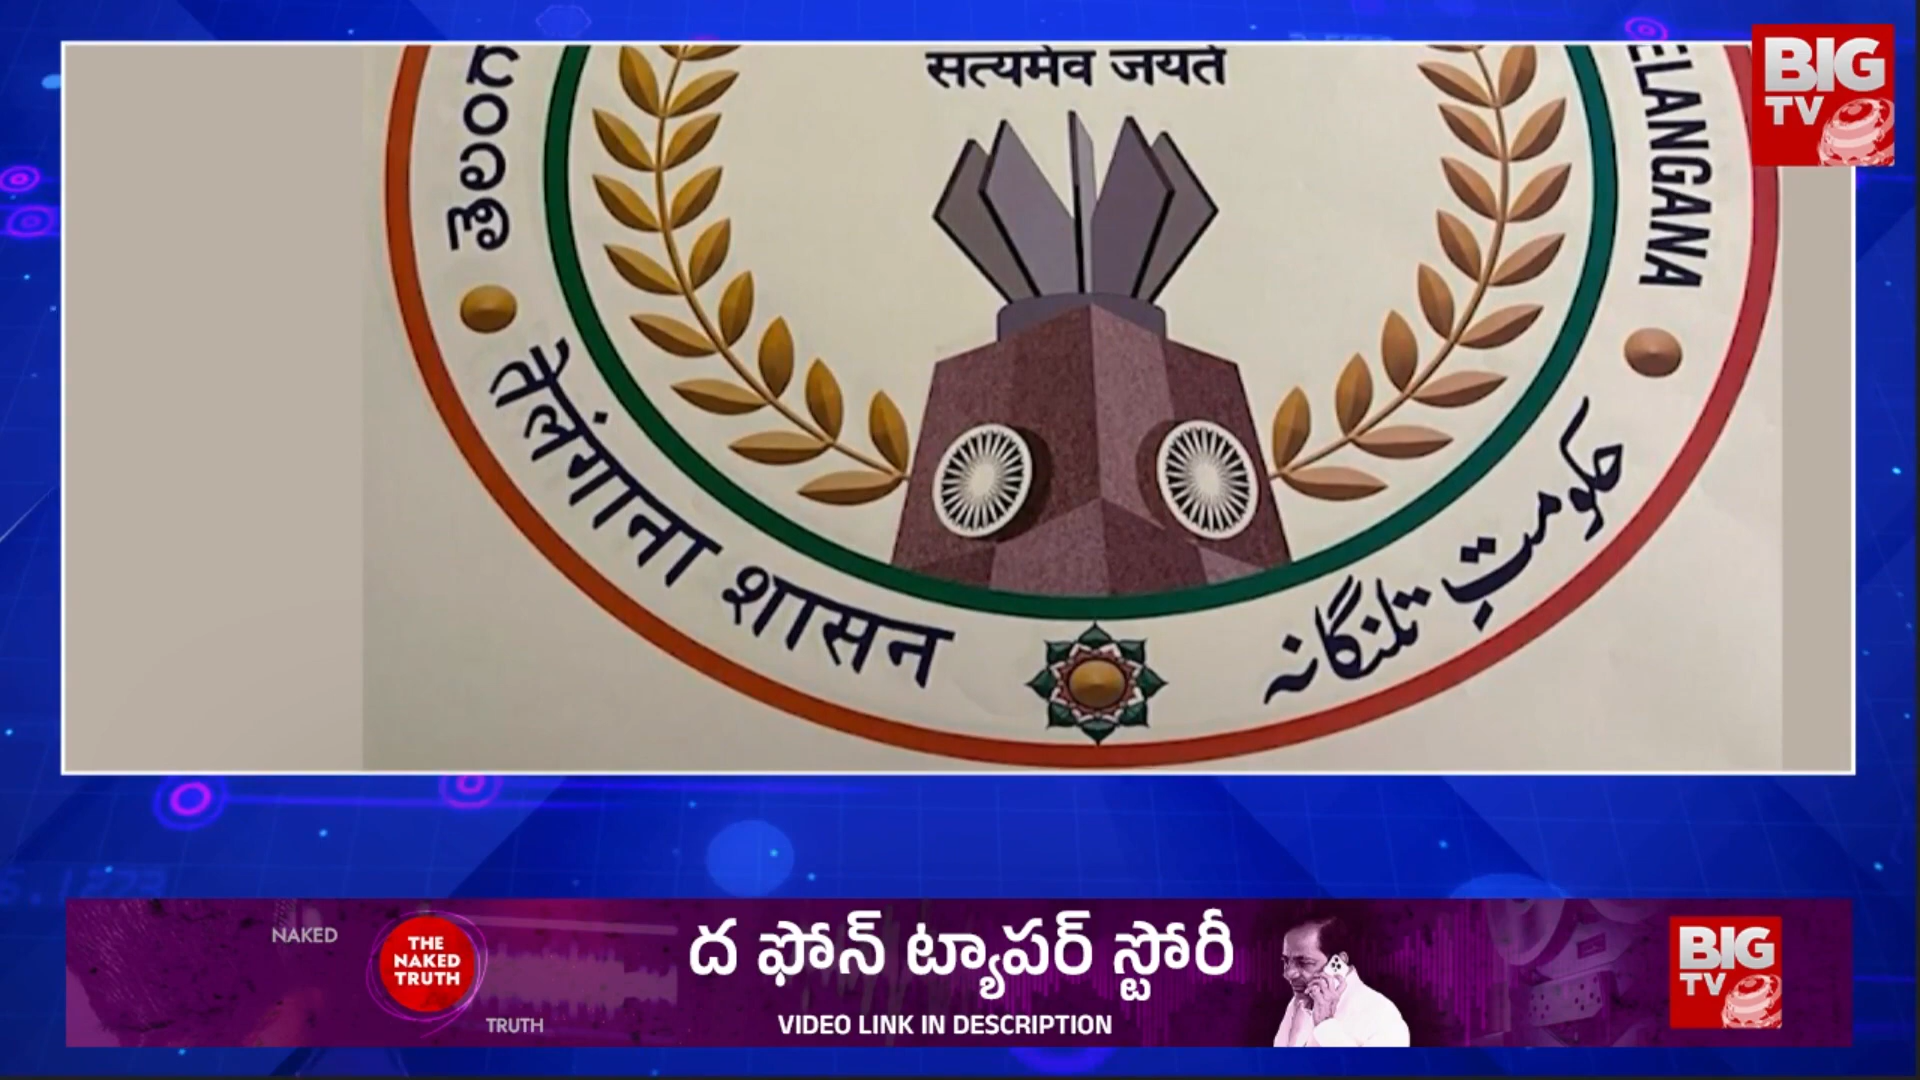 BIG
TV
सत्यमेव जयते
ELANGANA
तेलंगाना शासन
حکومتِ تلنگانہ
NAKED
THE
NAKED
TRUTH
TRUTH
ద ఫోన్ ట్యాపర్ స్టోరీ
VIDEO LINK IN DESCRIPTION
BIG
TV